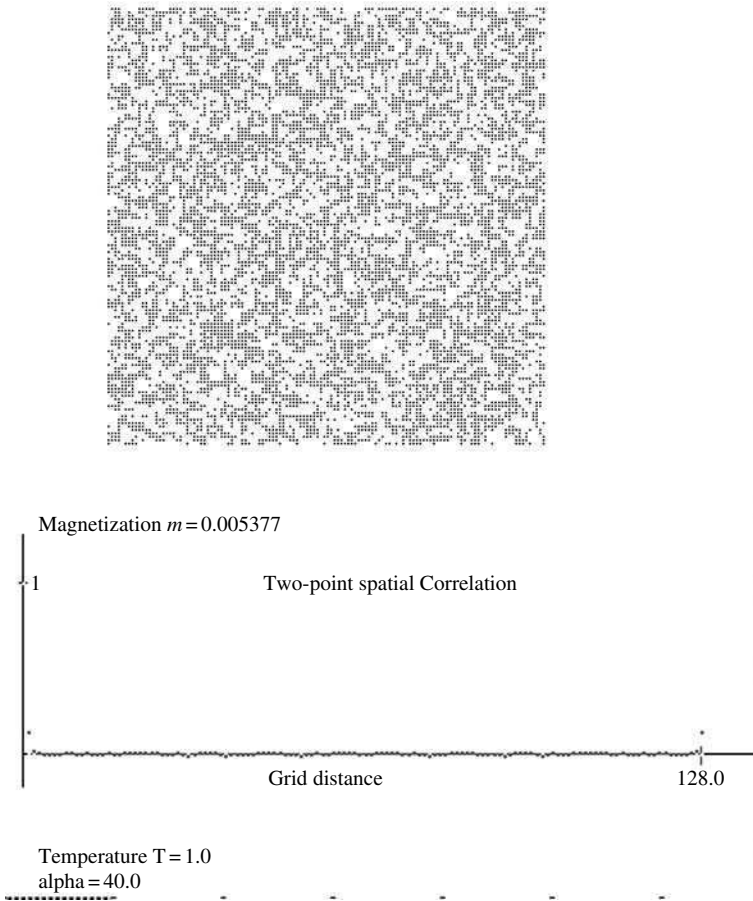 Magnetization m = 0.005377
1
Two-point spatial Correlation
Grid distance
128.0
Temperature T = 1.0
alpha = 40.0